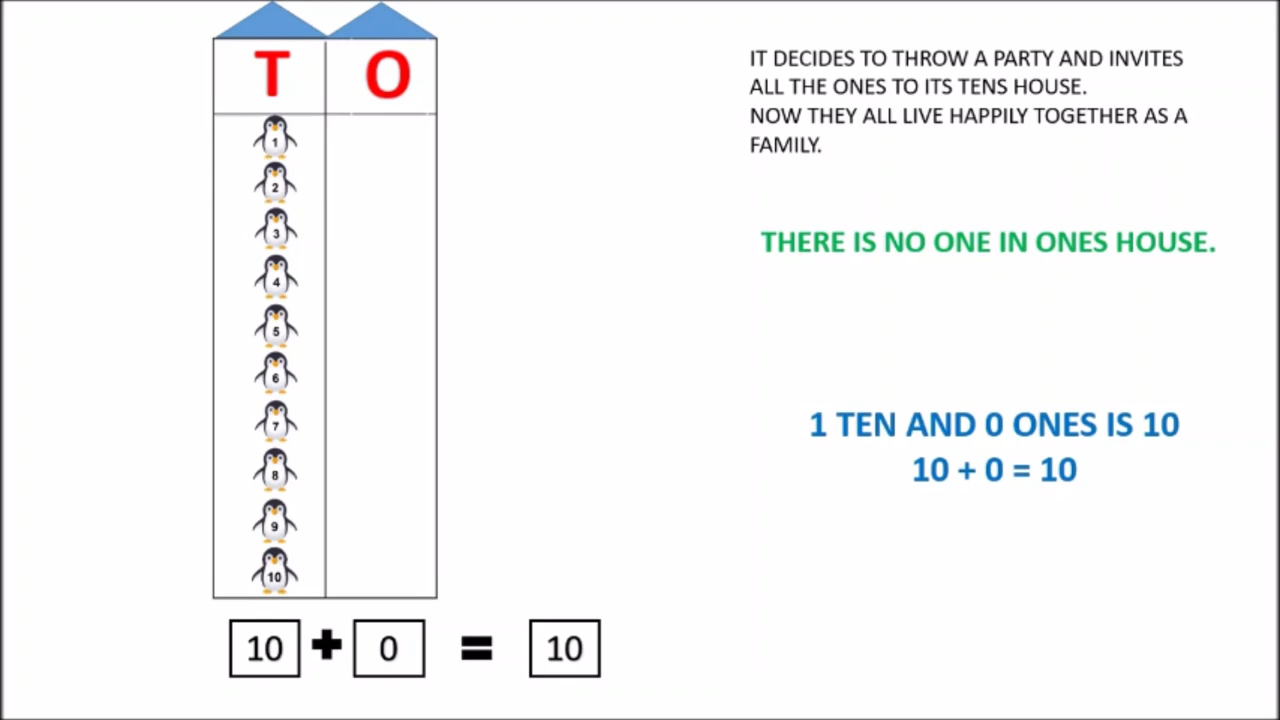 T O
1
2
3
4
5
6
7
8
9
10
10 + 0 = 10
IT DECIDES TO THROW A PARTY AND INVITES
ALL THE ONES TO ITS TENS HOUSE.
NOW THEY ALL LIVE HAPPILY TOGETHER AS A
FAMILY.
THERE IS NO ONE IN ONES HOUSE.
1 TEN AND 0 ONES IS 10
10 + 0 = 10